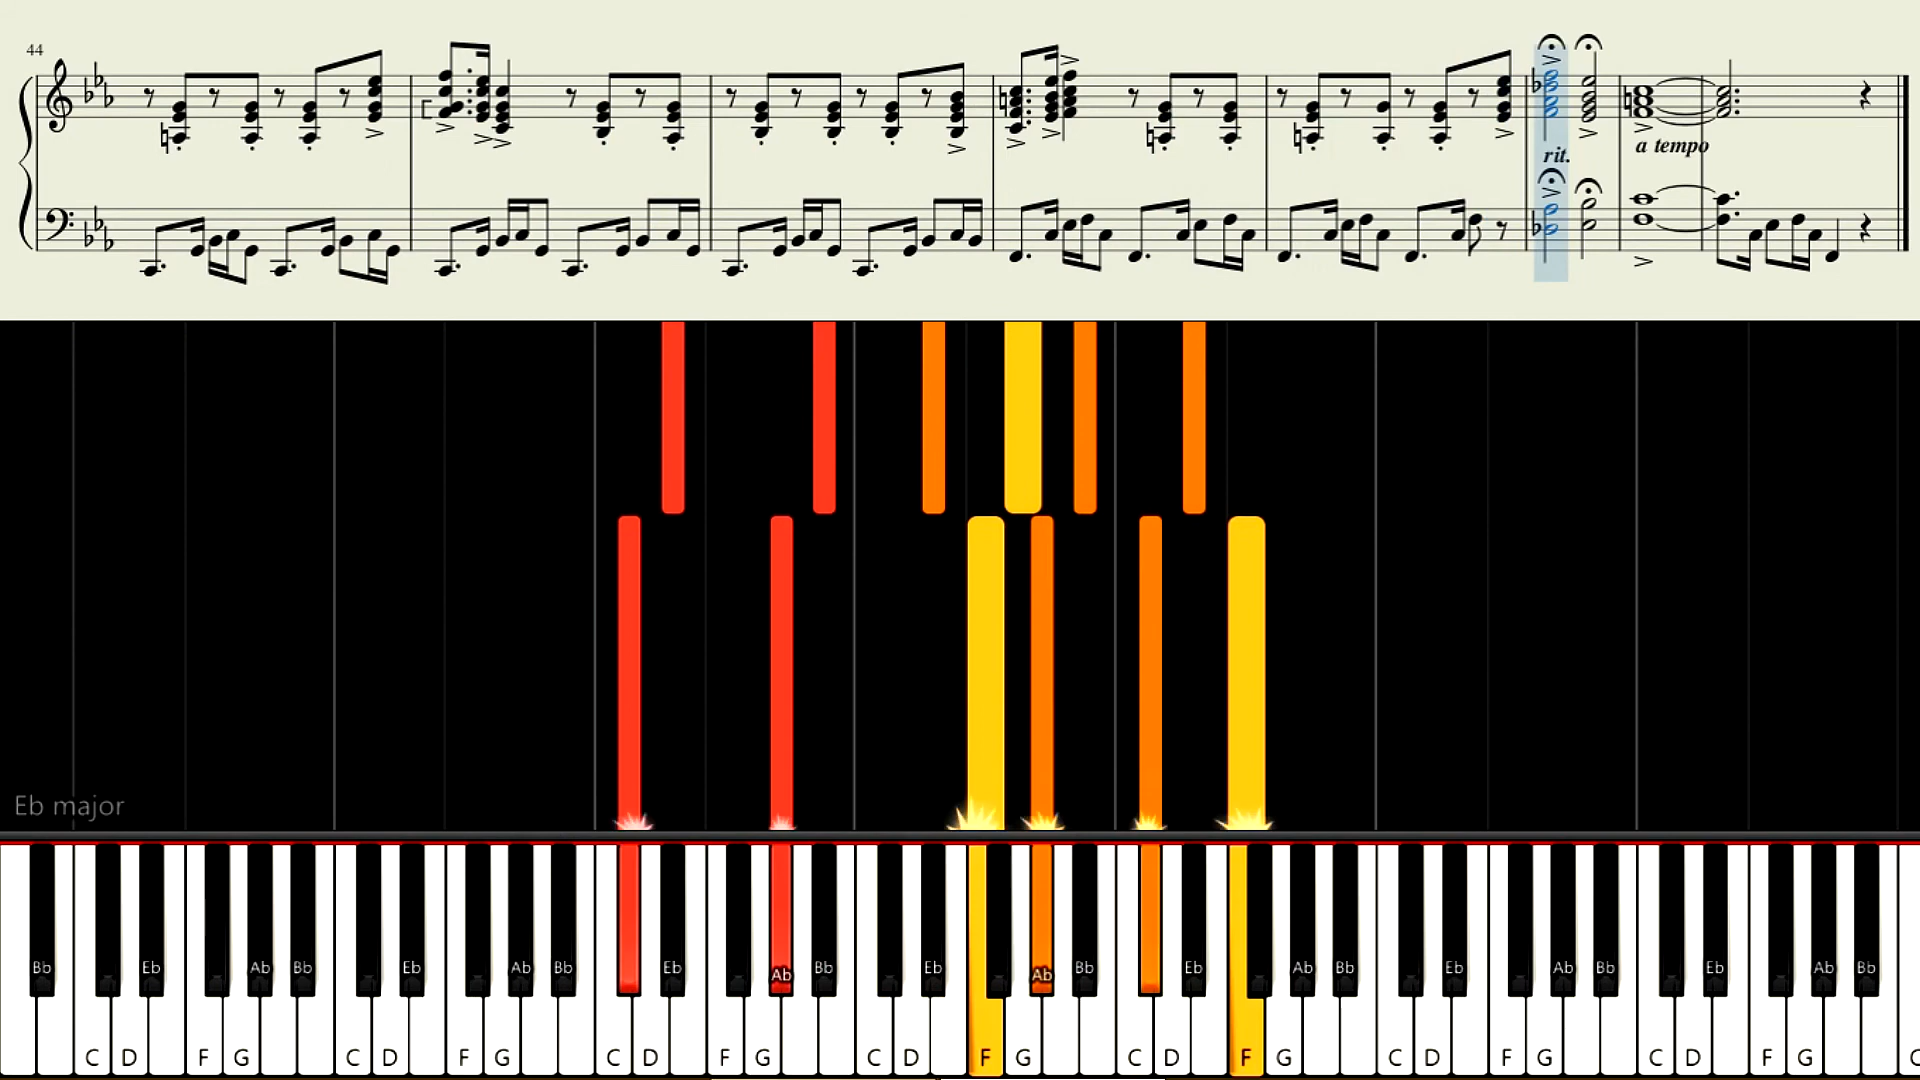 44
rit.
a tempo
Eb major
Bb Eb Ab Bb Eb Ab Bb Eb Ab Bb Eb Ab Bb Eb Ab Bb Eb Ab Bb Eb Ab Bb
C D F G C D F G C D F G C D F G C D F G C D F G C D F G C